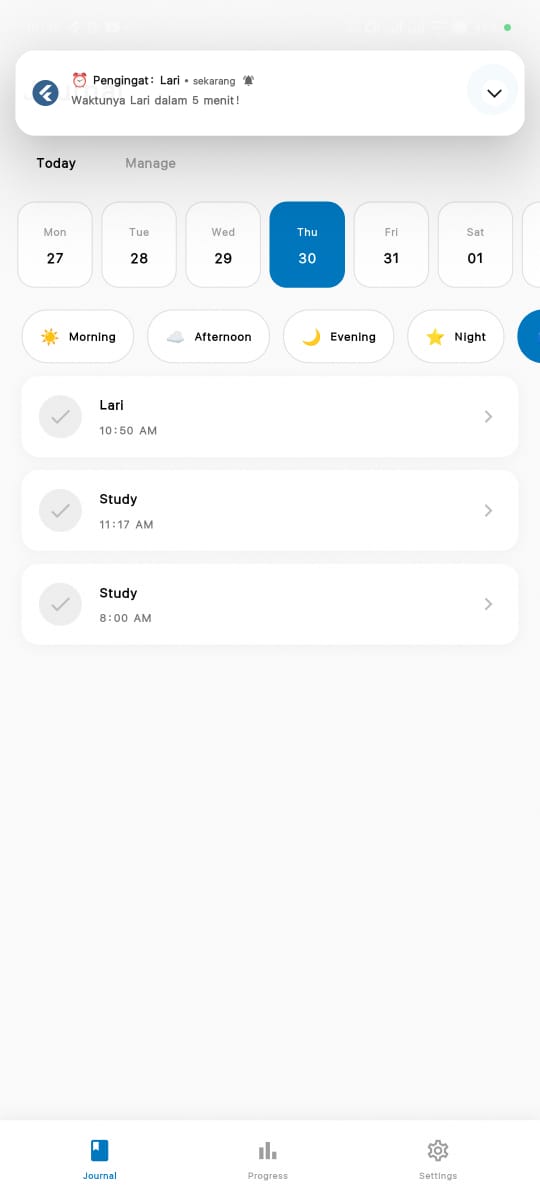 ⏰ Pengingat: Lari • sekarang
Waktunya Lari dalam 5 menit!
Today Manage
Mon Tue Wed Thu Fri Sat
27 28 29 30 31 01
Morning Afternoon Evening Night
Lari
10:50 AM
Study
11:17 AM
Study
8:00 AM
Journal Progress Settings